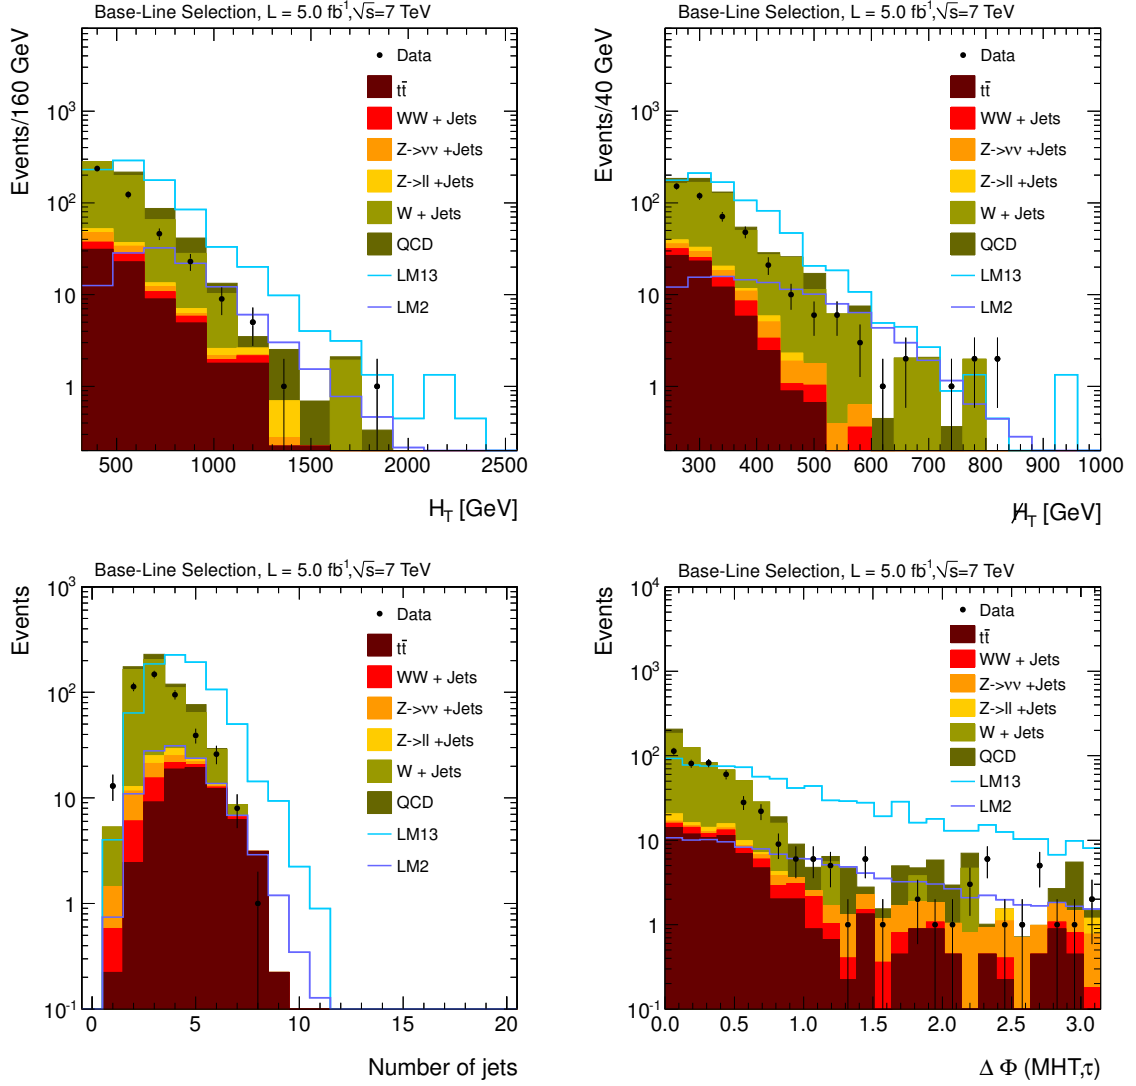 Base-Line Selection, L = 5.0 fb⁻¹,√s=7 TeV
Events/160 GeV
10³
10²
10
1
Data
tt̄
WW + Jets
Z->νν +Jets
Z->ll +Jets
W + Jets
QCD
LM13
LM2
500 1000 1500 2000 2500
H_T [GeV]
Base-Line Selection, L = 5.0 fb⁻¹,√s=7 TeV
Events/40 GeV
10³
10²
10
1
Data
tt̄
WW + Jets
Z->νν +Jets
Z->ll +Jets
W + Jets
QCD
LM13
LM2
300 400 500 600 700 800 900 1000
H̸_T [GeV]
Base-Line Selection, L = 5.0 fb⁻¹,√s=7 TeV
Events
10³
10²
10
1
10⁻¹
Data
tt̄
WW + Jets
Z->νν +Jets
Z->ll +Jets
W + Jets
QCD
LM13
LM2
0 5 10 15 20
Number of jets
Base-Line Selection, L = 5.0 fb⁻¹,√s=7 TeV
Events
10⁴
10³
10²
10
1
10⁻¹
Data
tt̄
WW + Jets
Z->νν +Jets
Z->ll +Jets
W + Jets
QCD
LM13
LM2
0.0 0.5 1.0 1.5 2.0 2.5 3.0
Δ Φ (MHT,τ)